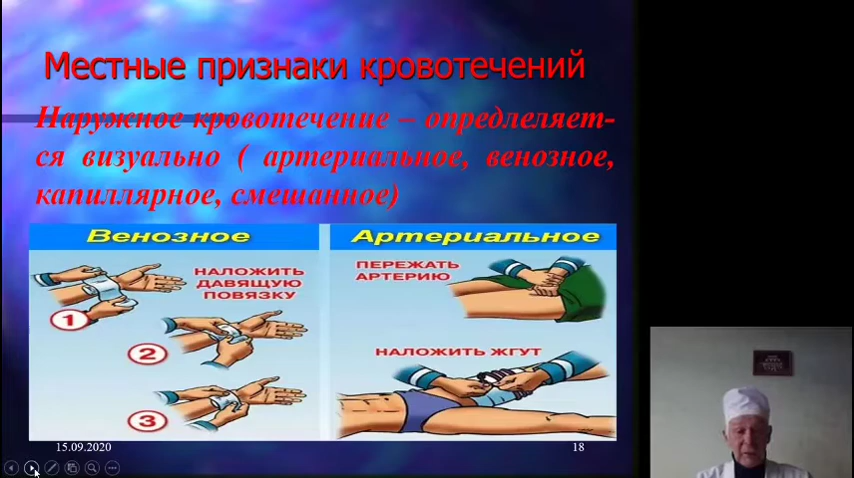 Местные признаки кровотечений
Наружное кровотечение – опредлеляет-
ся визуально ( артериальное, венозное,
капиллярное, смешанное)
Венозное
Артериальное
НАЛОЖИТЬ
ДАВЯЩУЮ
ПОВЯЗКУ
1
2
3
ПЕРЕЖАТЬ
АРТЕРИЮ
НАЛОЖИТЬ ЖГУТ
15.09.2020
18